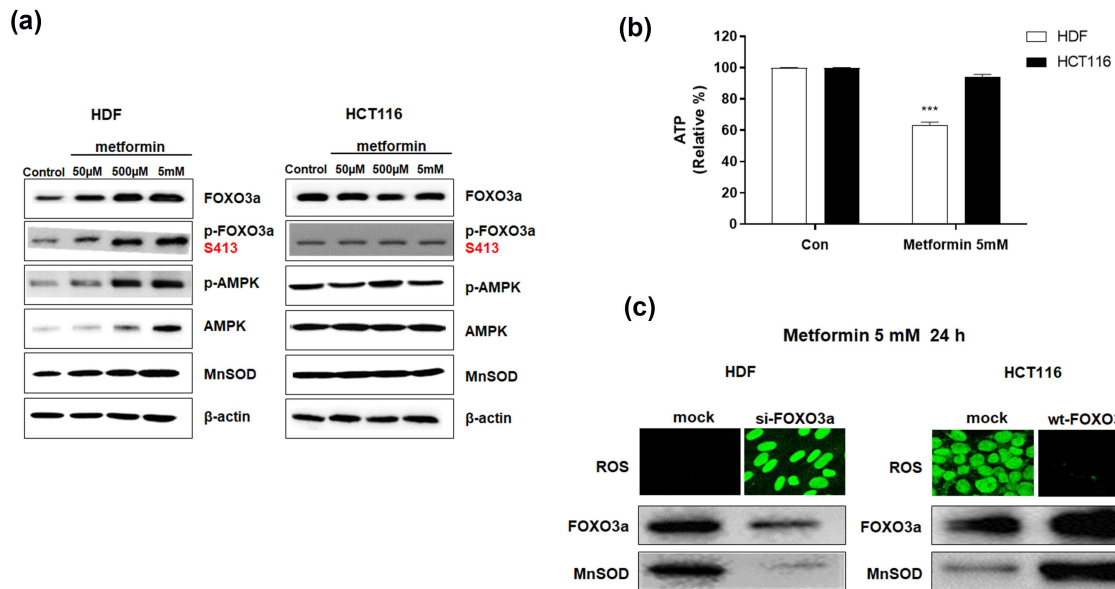 (a)
HDF
metformin
Control 50µM 500µM 5mM
FOXO3a
p-FOXO3a
S413
p-AMPK
AMPK
MnSOD
β-actin
HCT116
metformin
Control 50µM 500µM 5mM
FOXO3a
p-FOXO3a
S413
p-AMPK
AMPK
MnSOD
β-actin
(b)
HDF
HCT116
ATP
(Relative %)
120
100
80
60
40
20
0
***
Con Metformin 5mM
(c)
Metformin 5 mM 24 h
HDF
mock si-FOXO3a
ROS
FOXO3a
MnSOD
HCT116
mock wt-FOXO3
ROS
FOXO3a
MnSOD